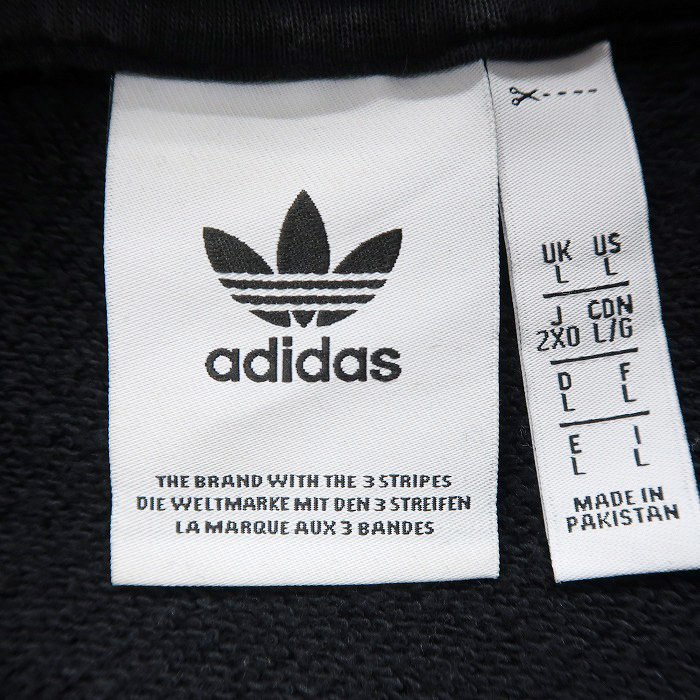 adidas
THE BRAND WITH THE 3 STRIPES
DIE WELTMARKE MIT DEN 3 STREIFEN
LA MARQUE AUX 3 BANDES
UK US
L L
J CDN
2XO L/G
D F
L L
E I
L L
MADE IN
PAKISTAN